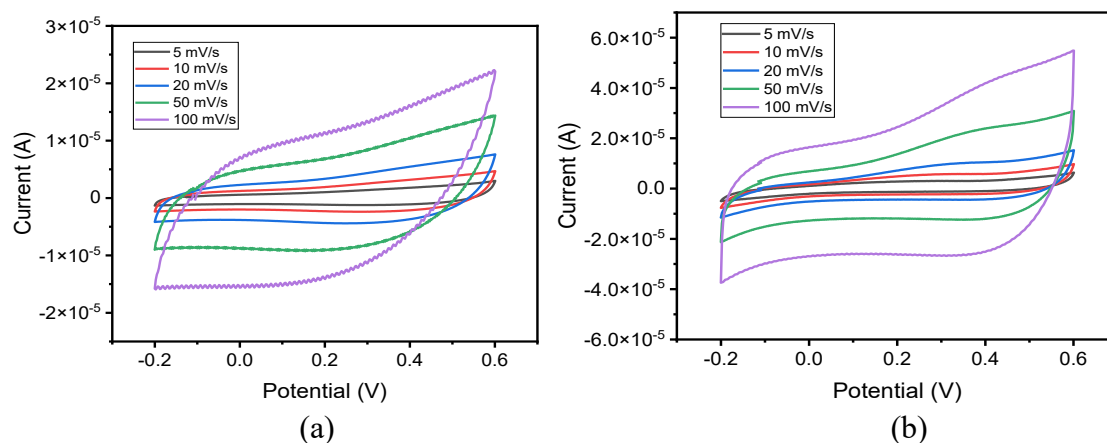 3×10⁻⁵
2×10⁻⁵
1×10⁻⁵
0
-1×10⁻⁵
-2×10⁻⁵
Current (A)
5 mV/s
10 mV/s
20 mV/s
50 mV/s
100 mV/s
-0.2 0.0 0.2 0.4 0.6
Potential (V)
(a)
6.0×10⁻⁵
4.0×10⁻⁵
2.0×10⁻⁵
0.0
-2.0×10⁻⁵
-4.0×10⁻⁵
-6.0×10⁻⁵
Current (A)
5 mV/s
10 mV/s
20 mV/s
50 mV/s
100 mV/s
-0.2 0.0 0.2 0.4 0.6
Potential (V)
(b)